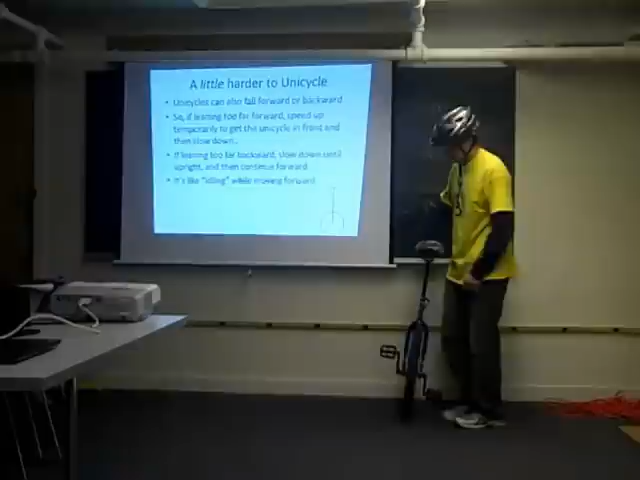 A little harder to Unicycle
• Unicycles can also fall forward or backward
• So, if leaning too far forward, speed up
temporarily to get the unicycle in front and
then slow down...
• If leaning too far backward, slow down until
upright, and then continue forward
• It's like "idling" while moving forward